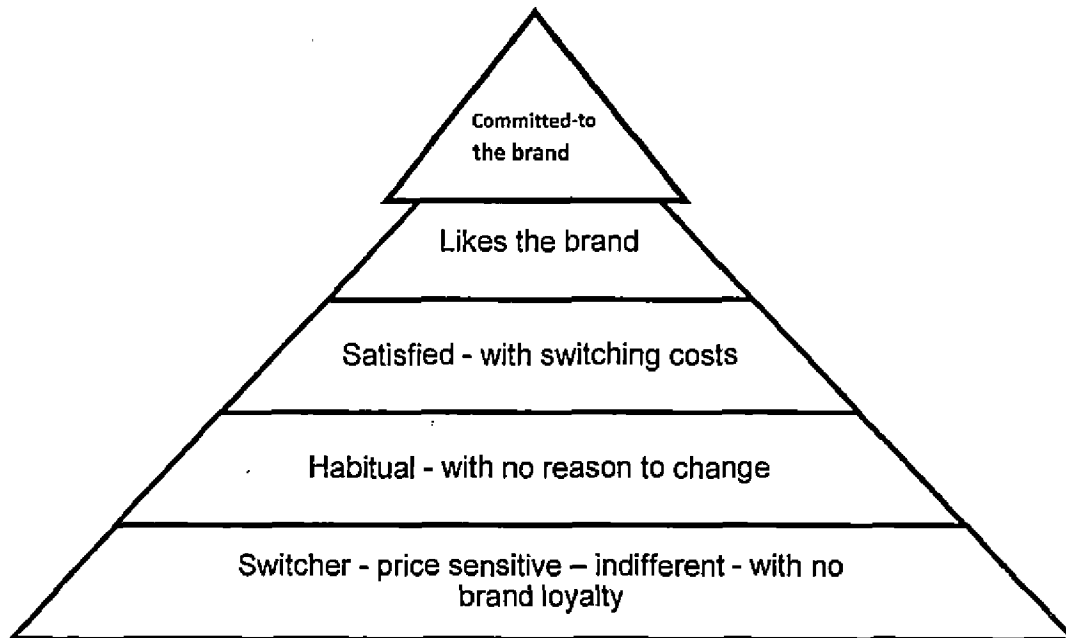 Committed-to
the brand
Likes the brand
Satisfied - with switching costs
Habitual - with no reason to change
Switcher - price sensitive – indifferent - with no
brand loyalty